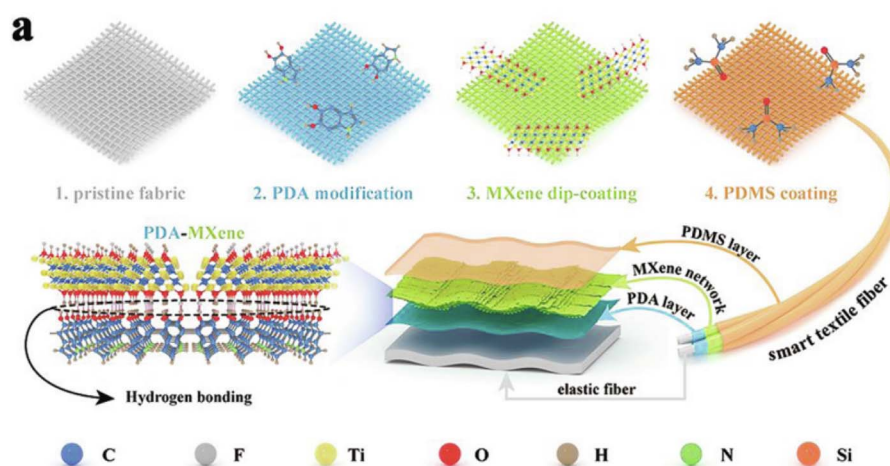 a
1. pristine fabric
2. PDA modification
3. MXene dip-coating
4. PDMS coating
PDA-MXene
PDMS layer
MXene network
PDA layer
smart textile fiber
elastic fiber
Hydrogen bonding
C F Ti O H N Si